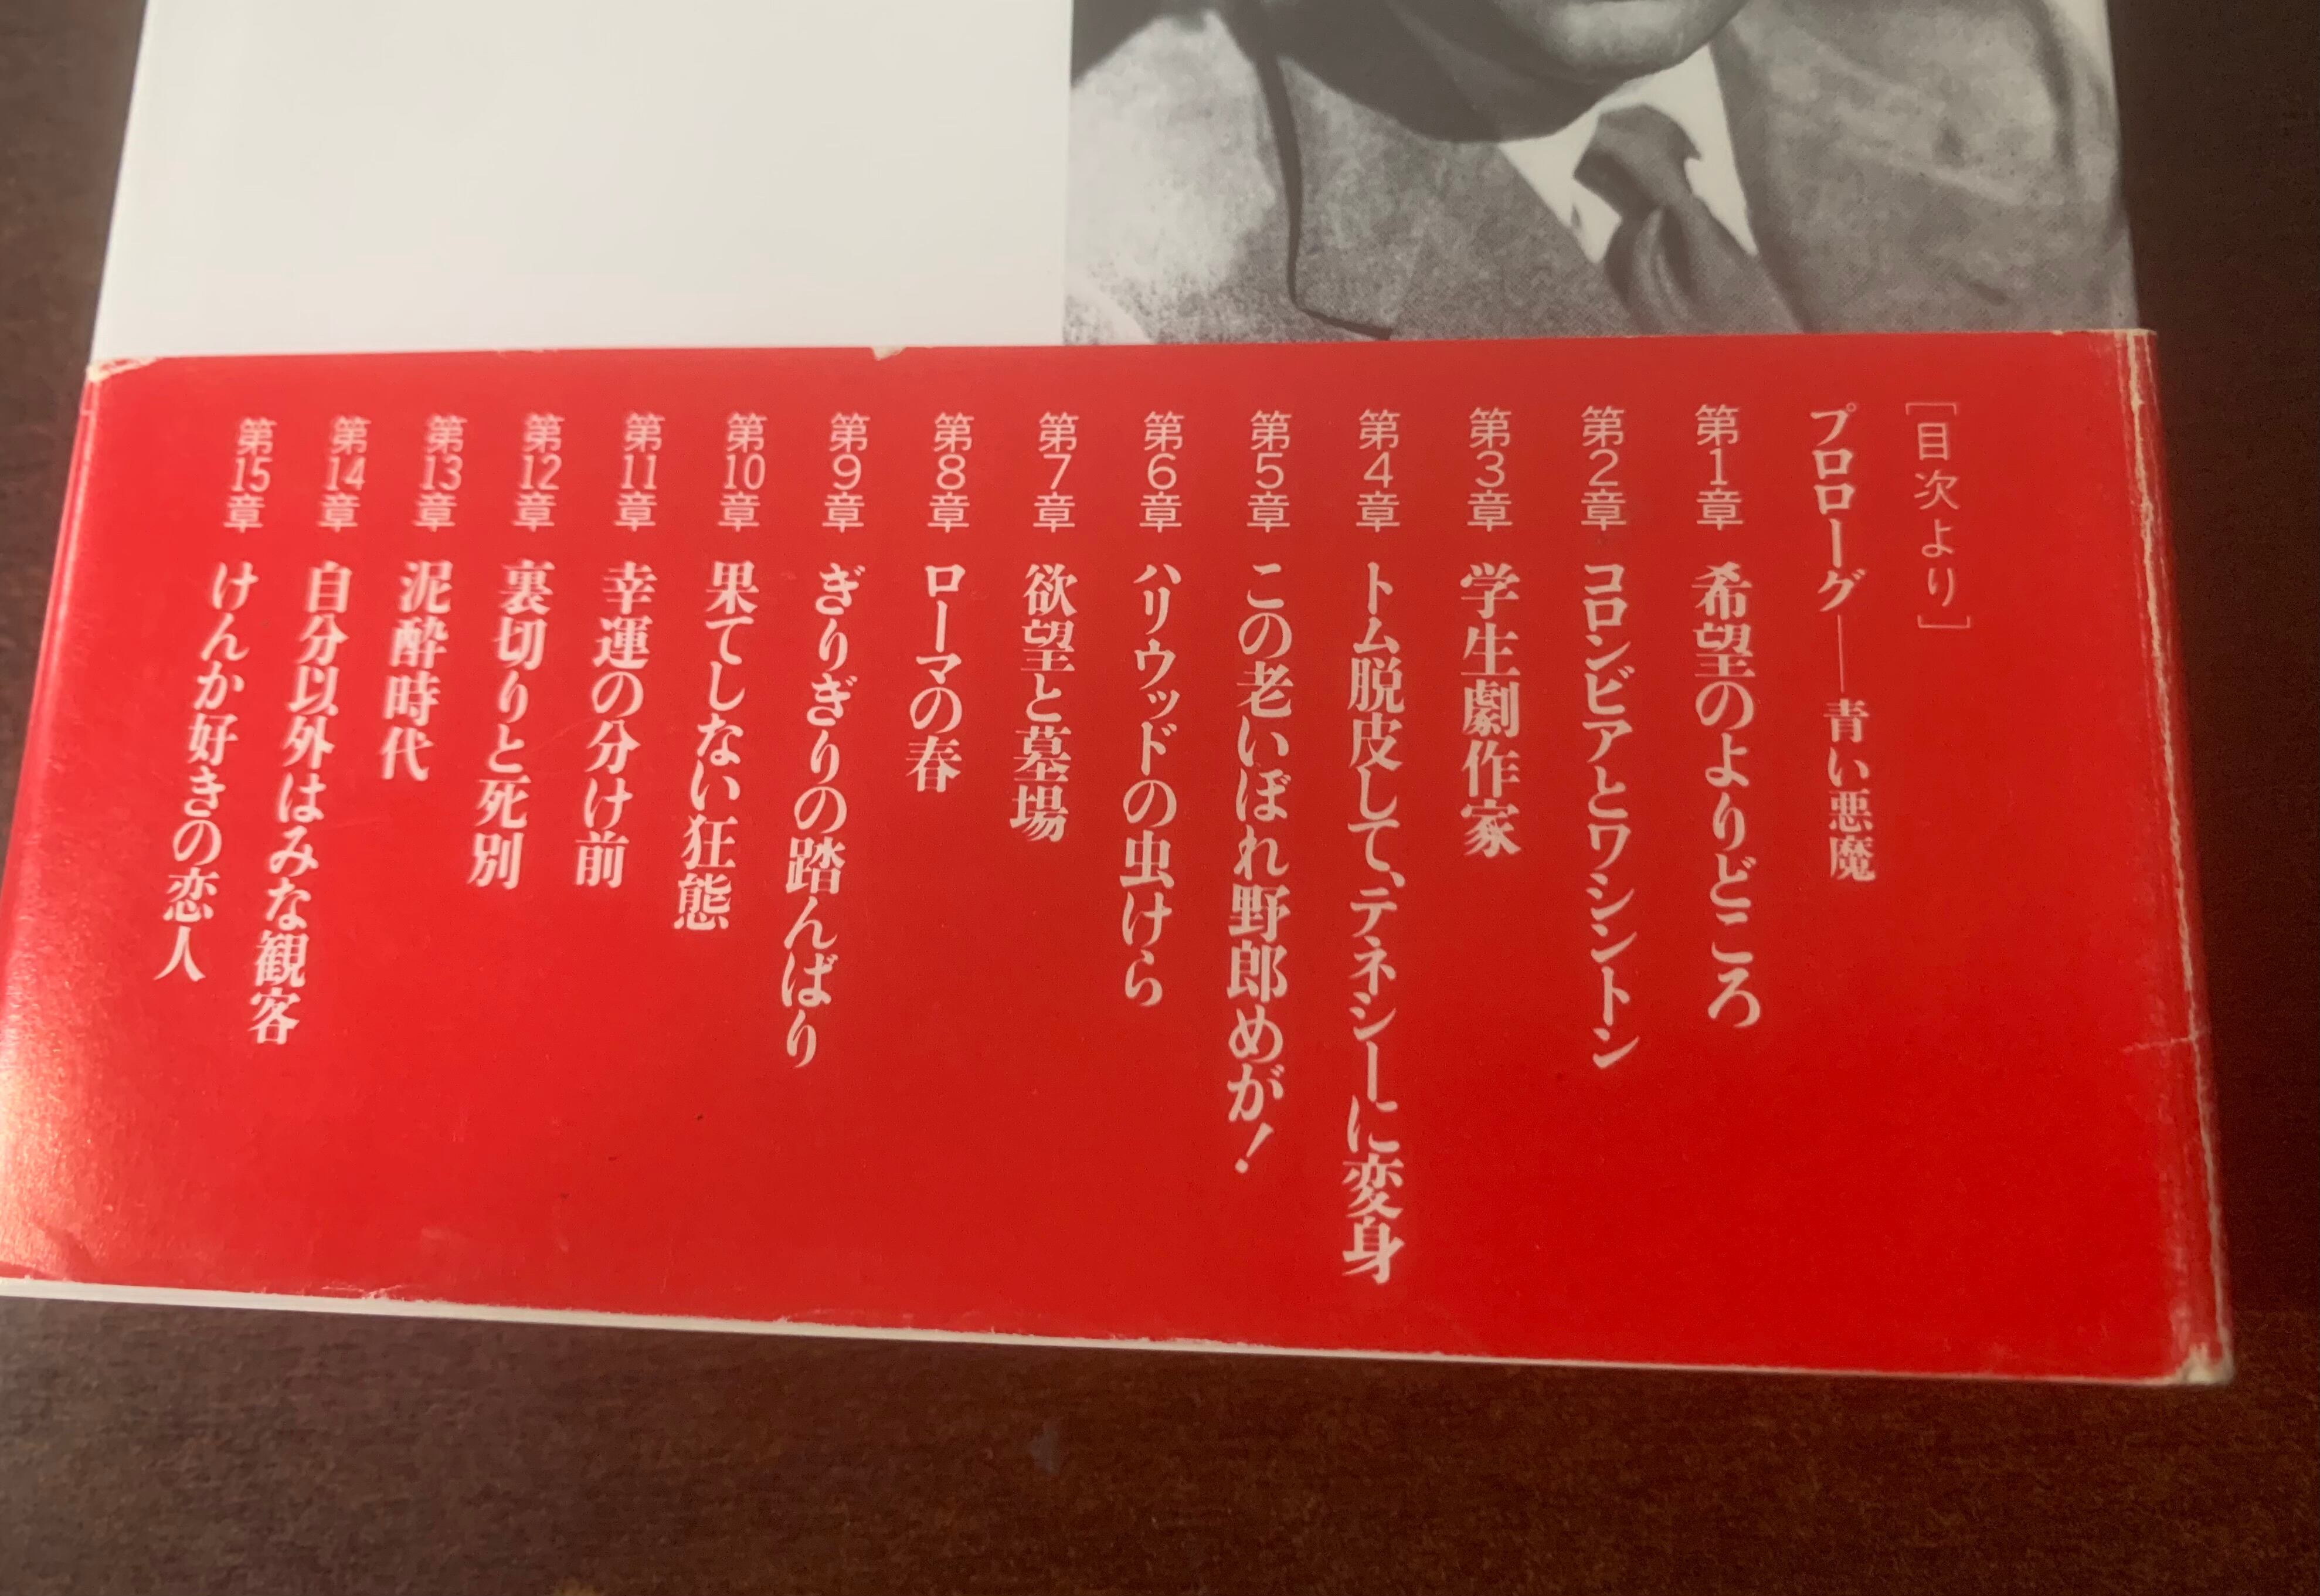 [目次より]
プロローグ──青い悪魔
第1章 希望のよりどころ
第2章 コロンビアとワシントン
第3章 学生劇作家
第4章 トム脱皮して、テネシーに変身
第5章 この老いぼれ野郎めが!
第6章 ハリウッドの虫けら
第7章 欲望と墓場
第8章 ローマの春
第9章 ぎりぎりの踏んばり
第10章 果てしない狂態
第11章 幸運の分け前
第12章 裏切りと死別
第13章 泥酔時代
第14章 自分以外はみな観客
第15章 けんか好きの恋人